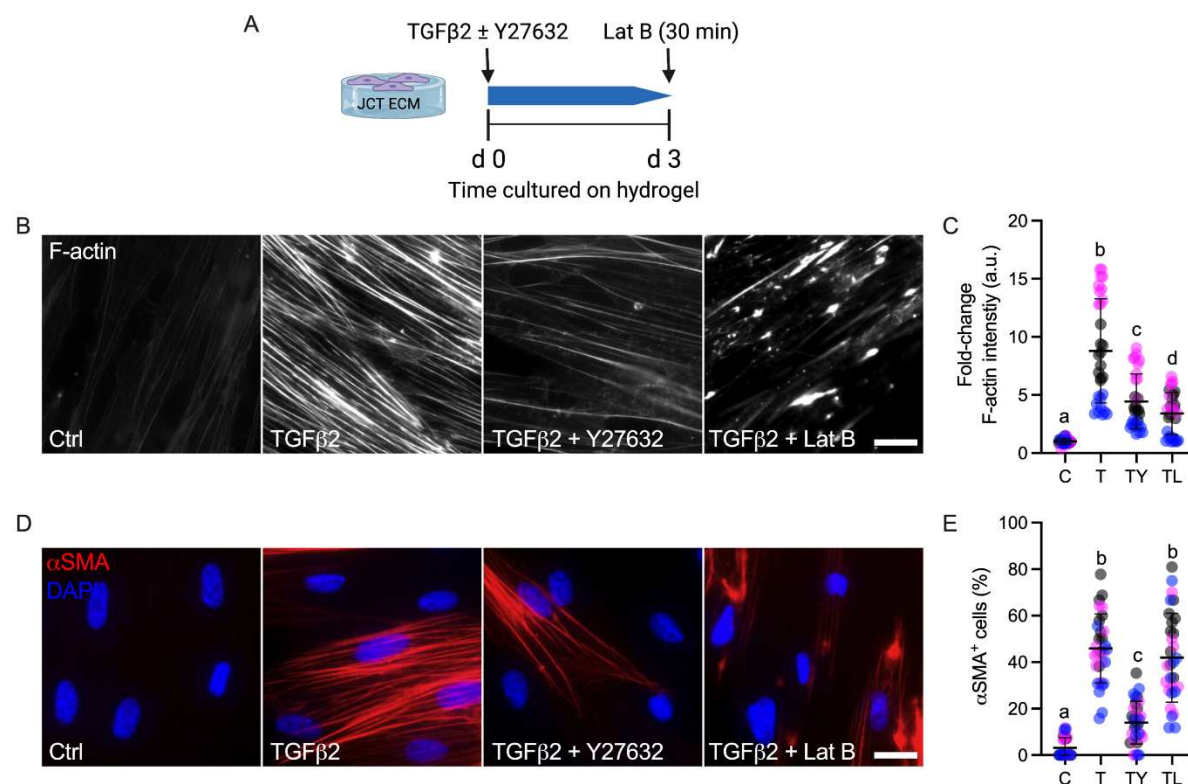 A
TGFβ2 ± Y27632
Lat B (30 min)
JCT ECM
d 0
d 3
Time cultured on hydrogel
B
F-actin
Ctrl
TGFβ2
TGFβ2 + Y27632
TGFβ2 + Lat B
C
Fold-change
F-actin intenstiy (a.u.)
20
15
10
5
0
a
b
c
d
C
T
TY
TL
D
αSMA
DAPI
Ctrl
TGFβ2
TGFβ2 + Y27632
TGFβ2 + Lat B
E
αSMA⁺ cells (%)
100
80
60
40
20
0
a
b
c
b
C
T
TY
TL